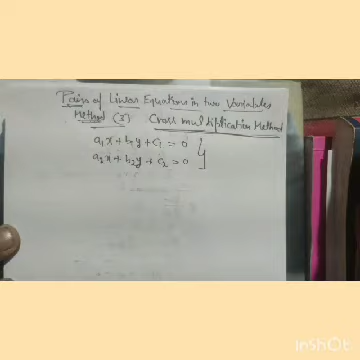 Pairs of Linear Equations in two Variables
Method (3) Cross multiplication Method
a₁x + b₁y + c₁ = 0
a₂x + b₂y + c₂ = 0
InShOt